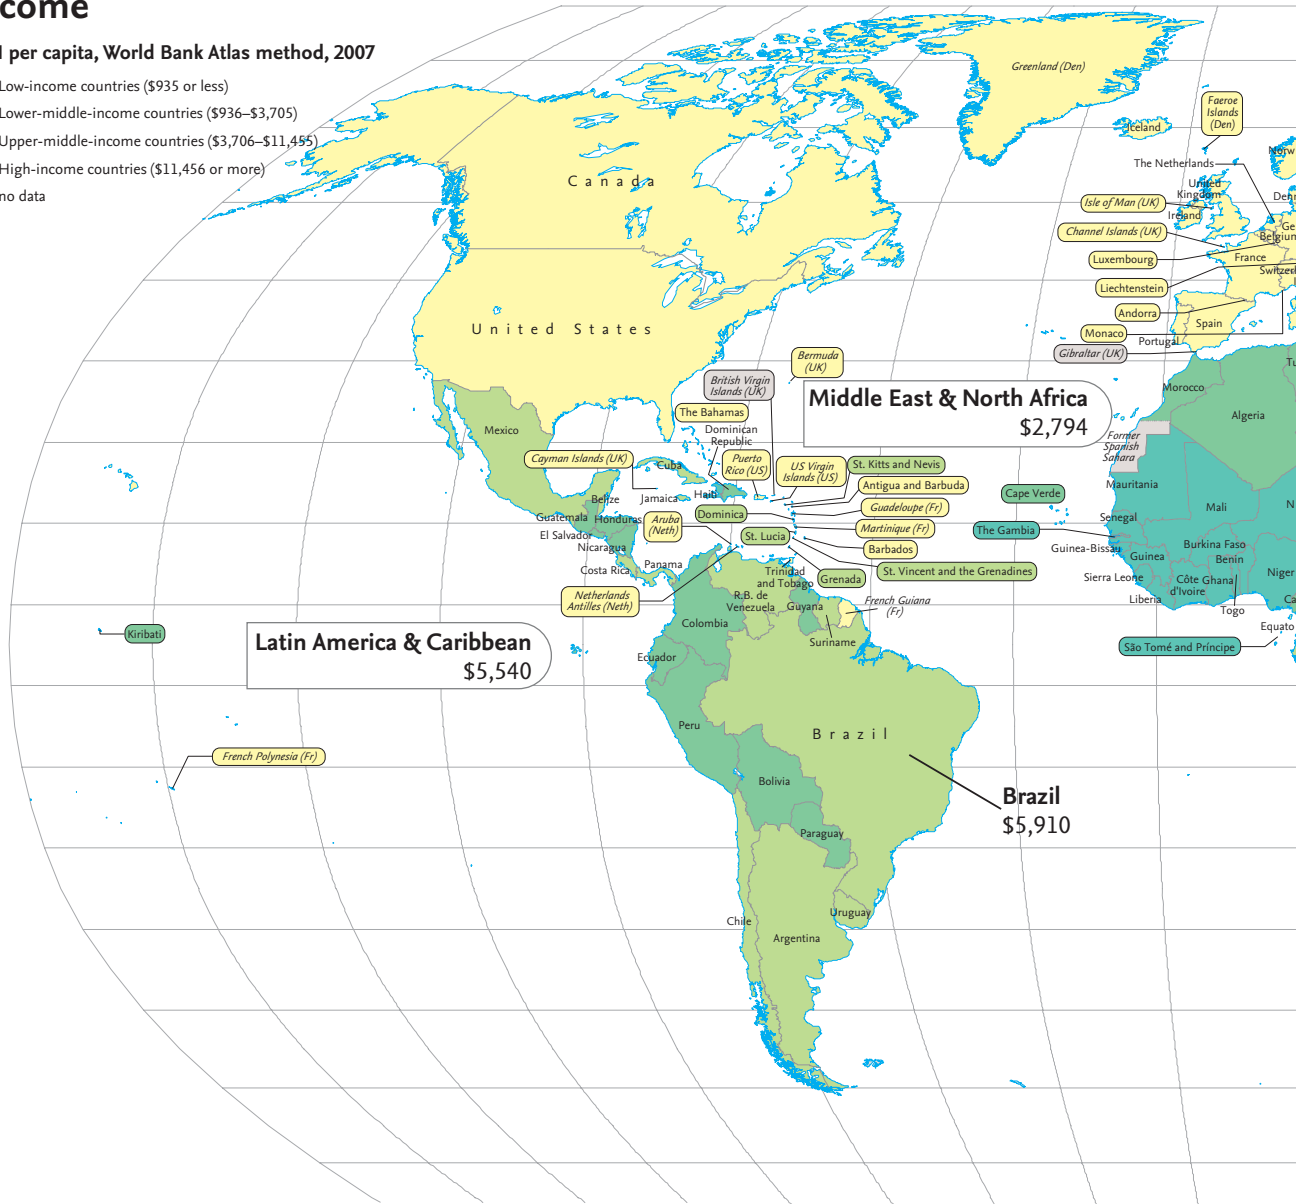 come
I per capita, World Bank Atlas method, 2007
Low-income countries ($935 or less)
Lower-middle-income countries ($936–$3,705)
Upper-middle-income countries ($3,706–$11,455)
High-income countries ($11,456 or more)
no data
Greenland (Den)
Faeroe
Islands
(Den)
Iceland
Norw
The Netherlands
Canada
United
Kingdom
Denr
Isle of Man (UK)
Ireland
Channel Islands (UK)
Ge
Belgium
Luxembourg
France
Switzerl
Liechtenstein
Andorra
United States
Spain
Monaco
Portugal
Gibraltar (UK)
Bermuda
(UK)
Tu
British Virgin
Islands (UK)
Middle East & North Africa
$2,794
Morocco
The Bahamas
Algeria
Mexico
Dominican
Republic
Former
Spanish
Sahara
Cayman Islands (UK)
Cuba
Puerto
Rico (US)
US Virgin
Islands (US)
St. Kitts and Nevis
Antigua and Barbuda
Mauritania
Belize
Jamaica
Haiti
Cape Verde
Guadeloupe (Fr)
Mali
N
Guatemala
Honduras
Aruba
(Neth)
Dominica
Senegal
Martinique (Fr)
The Gambia
El Salvador
St. Lucia
Nicaragua
Barbados
Guinea-Bissau
Burkina Faso
Guinea
Benin
Costa Rica
Panama
Trinidad
and Tobago
Grenada
St. Vincent and the Grenadines
Sierra Leone
Côte
d'Ivoire
Ghana
Niger
Netherlands
Antilles (Neth)
R.B. de
Venezuela
Guyana
French Guiana
(Fr)
Liberia
Togo
Ca
Colombia
Kiribati
Equato
Latin America & Caribbean
$5,540
Suriname
São Tomé and Príncipe
Ecuador
Peru
Brazil
French Polynesia (Fr)
Bolivia
Brazil
$5,910
Paraguay
Uruguay
Chile
Argentina